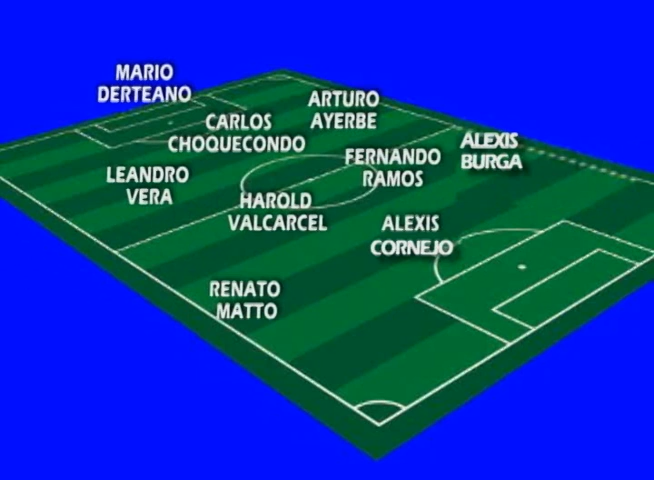 MARIO
DERTEANO
ARTURO
AYERBE
CARLOS
CHOQUECONDO
ALEXIS
BURGA
FERNANDO
RAMOS
LEANDRO
VERA
HAROLD
VALCARCEL
ALEXIS
CORNEJO
RENATO
MATTO